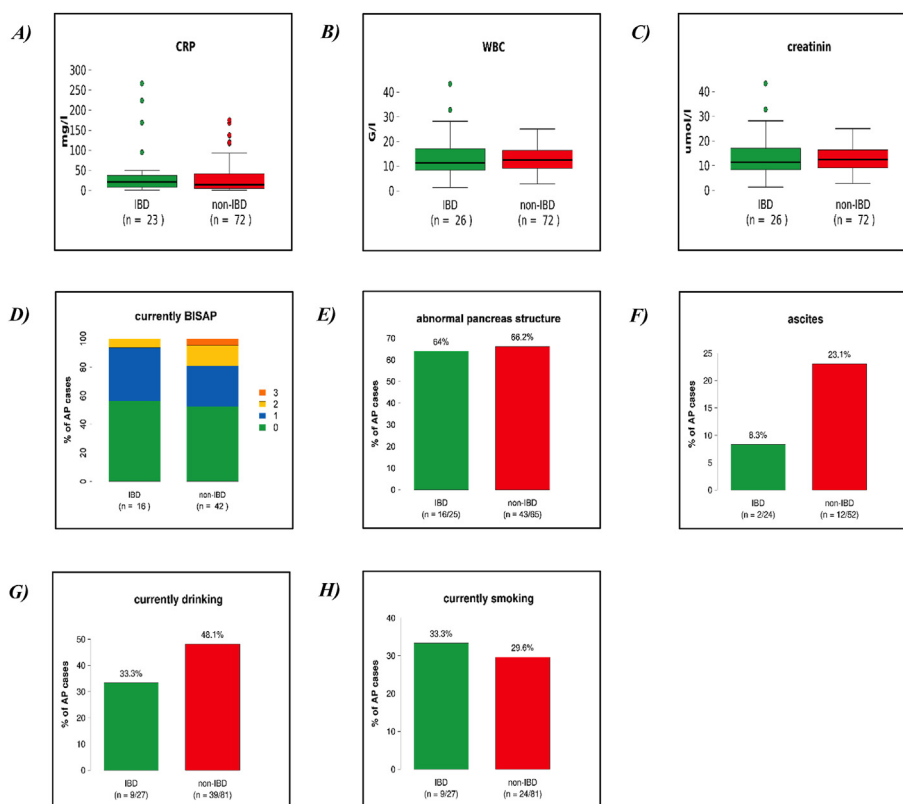 A)
CRP
mg/l
300
250
200
150
100
50
0
IBD
(n = 23 )
non-IBD
(n = 72 )
B)
WBC
G/l
40
30
20
10
0
IBD
(n = 26 )
non-IBD
(n = 72 )
C)
creatinin
umol/l
40
30
20
10
0
IBD
(n = 26 )
non-IBD
(n = 72 )
D)
currently BISAP
% of AP cases
100
80
60
40
20
0
3
2
1
0
IBD
(n = 16 )
non-IBD
(n = 42 )
E)
abnormal pancreas structure
% of AP cases
70
60
50
40
30
20
10
0
64%
66.2%
IBD
(n = 16/25)
non-IBD
(n = 43/65)
F)
ascites
% of AP cases
25
20
15
10
5
0
8.3%
23.1%
IBD
(n = 2/24)
non-IBD
(n = 12/52)
G)
currently drinking
% of AP cases
50
40
30
20
10
0
33.3%
48.1%
IBD
(n = 9/27)
non-IBD
(n = 39/81)
H)
currently smoking
% of AP cases
40
30
20
10
0
33.3%
29.6%
IBD
(n = 9/27)
non-IBD
(n = 24/81)